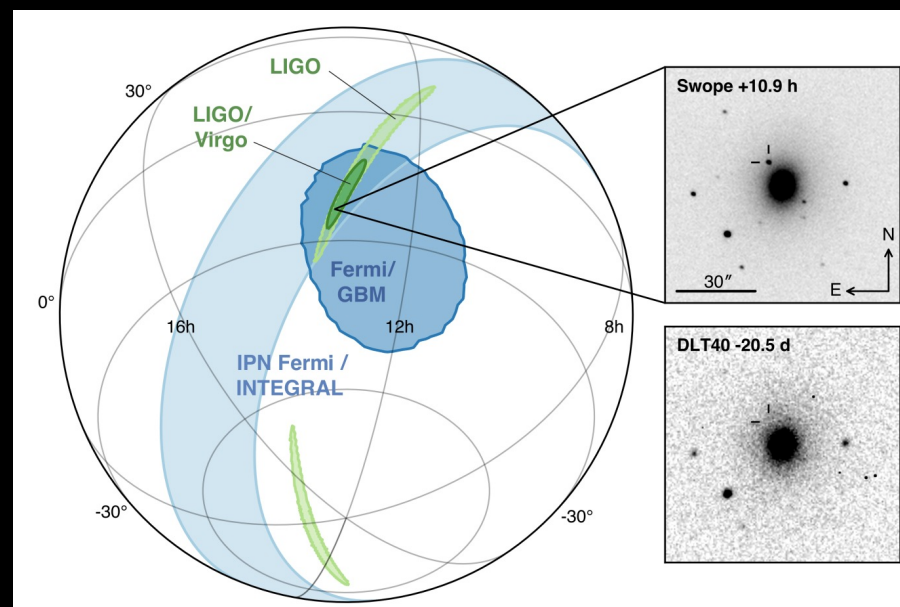 LIGO
LIGO/
Virgo
30°
0°
-30°
-30°
16h
12h
8h
Fermi/
GBM
IPN Fermi /
INTEGRAL
Swope +10.9 h
N
E
30″
DLT40 -20.5 d